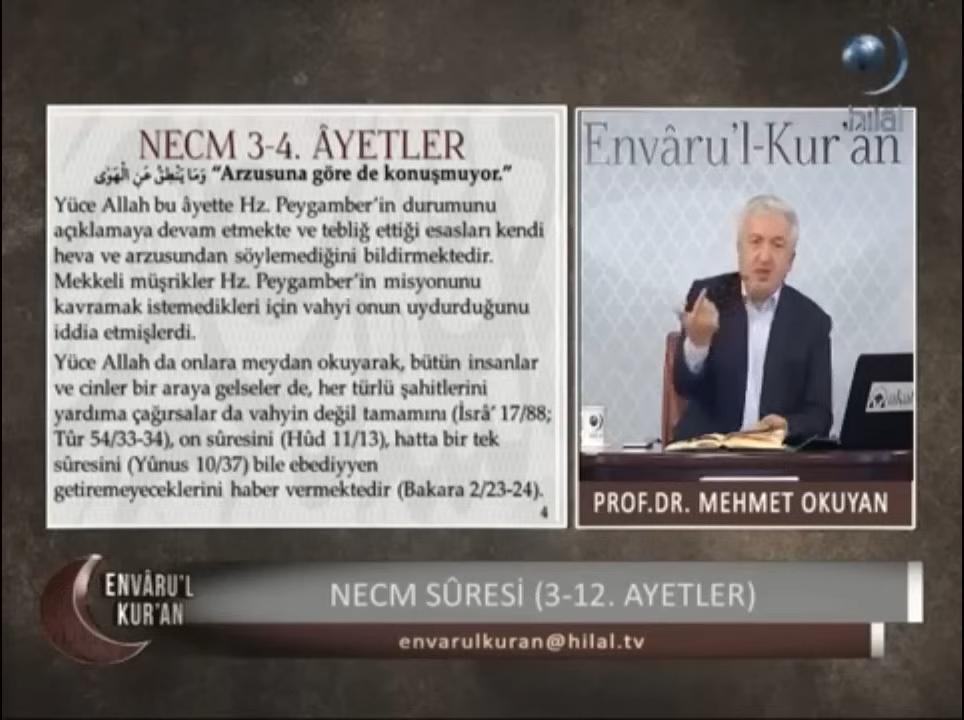 hilal
NECM 3-4. ÂYETLER
وَمَا يَنْطِقُ عَنِ الْهَوٰى “Arzusuna göre de konuşmuyor.”
Yüce Allah bu âyette Hz. Peygamber’in durumunu
açıklamaya devam etmekte ve tebliğ ettiği esasları kendi
heva ve arzusundan söylemediğini bildirmektedir.
Mekkeli müşrikler Hz. Peygamber’in misyonunu
kavramak istemedikleri için vahyi onun uydurduğunu
iddia etmişlerdi.
Yüce Allah da onlara meydan okuyarak, bütün insanlar
ve cinler bir araya gelseler de, her türlü şahitlerini
yardıma çağırsalar da vahyin değil tamamını (İsrâ’ 17/88;
Tûr 54/33-34), on sûresini (Hûd 11/13), hatta bir tek
sûresini (Yûnus 10/37) bile ebediyyen
getiremeyeceklerini haber vermektedir (Bakara 2/23-24).
4
Envâru’l-Kur’an
PROF.DR. MEHMET OKUYAN
ENVÂRU’L
KUR’AN
NECM SÛRESİ (3-12. AYETLER)
envarulkuran@hilal.tv